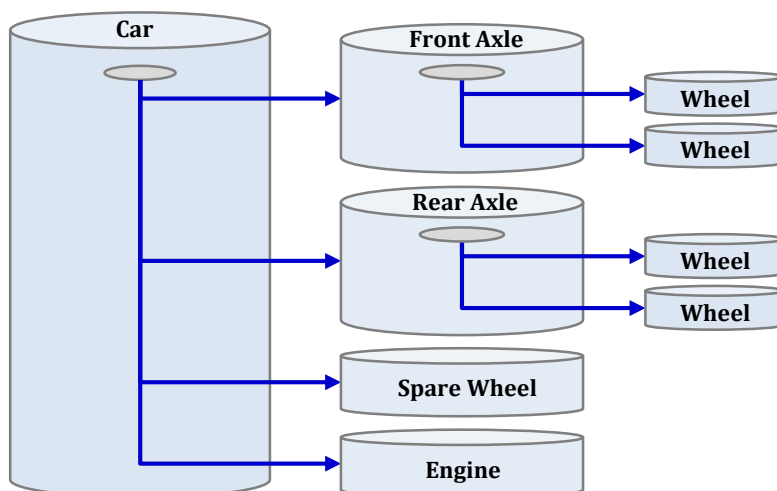 Car
Front Axle
Wheel
Wheel
Rear Axle
Wheel
Wheel
Spare Wheel
Engine